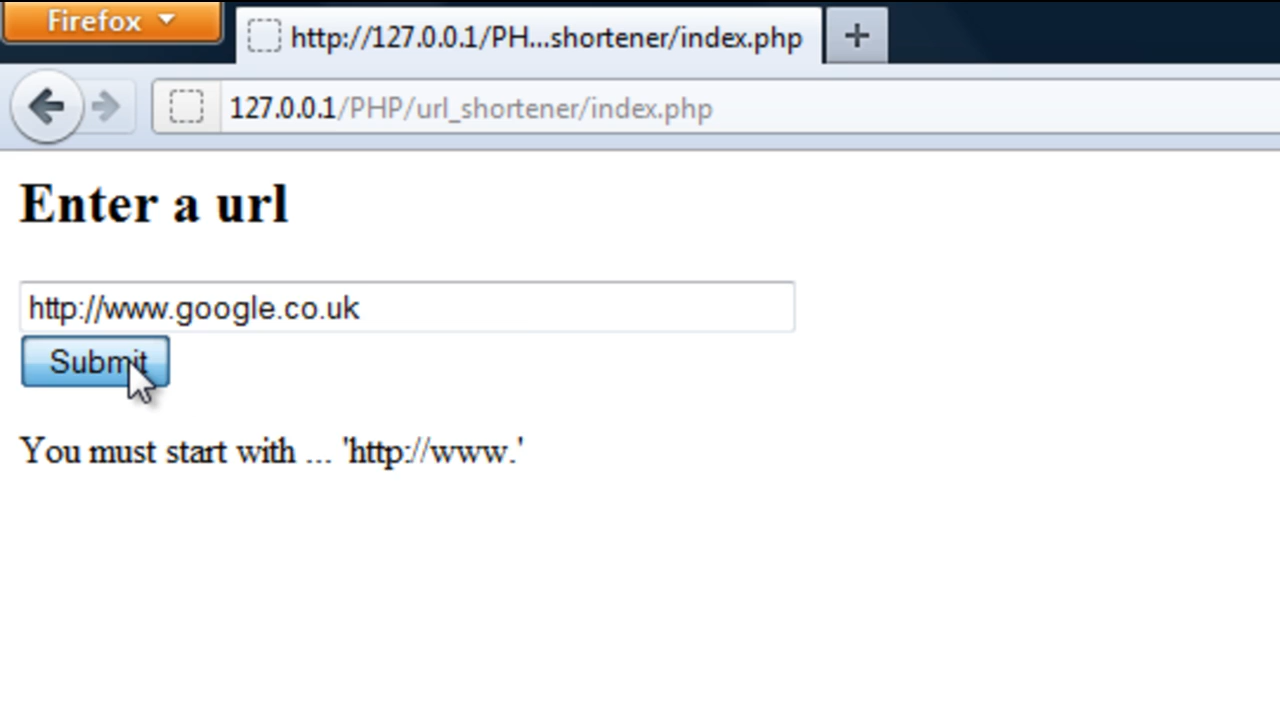 Firefox
http://127.0.0.1/PH...shortener/index.php
127.0.0.1/PHP/url_shortener/index.php
Enter a url
http://www.google.co.uk
Submit
You must start with ... 'http://www.'